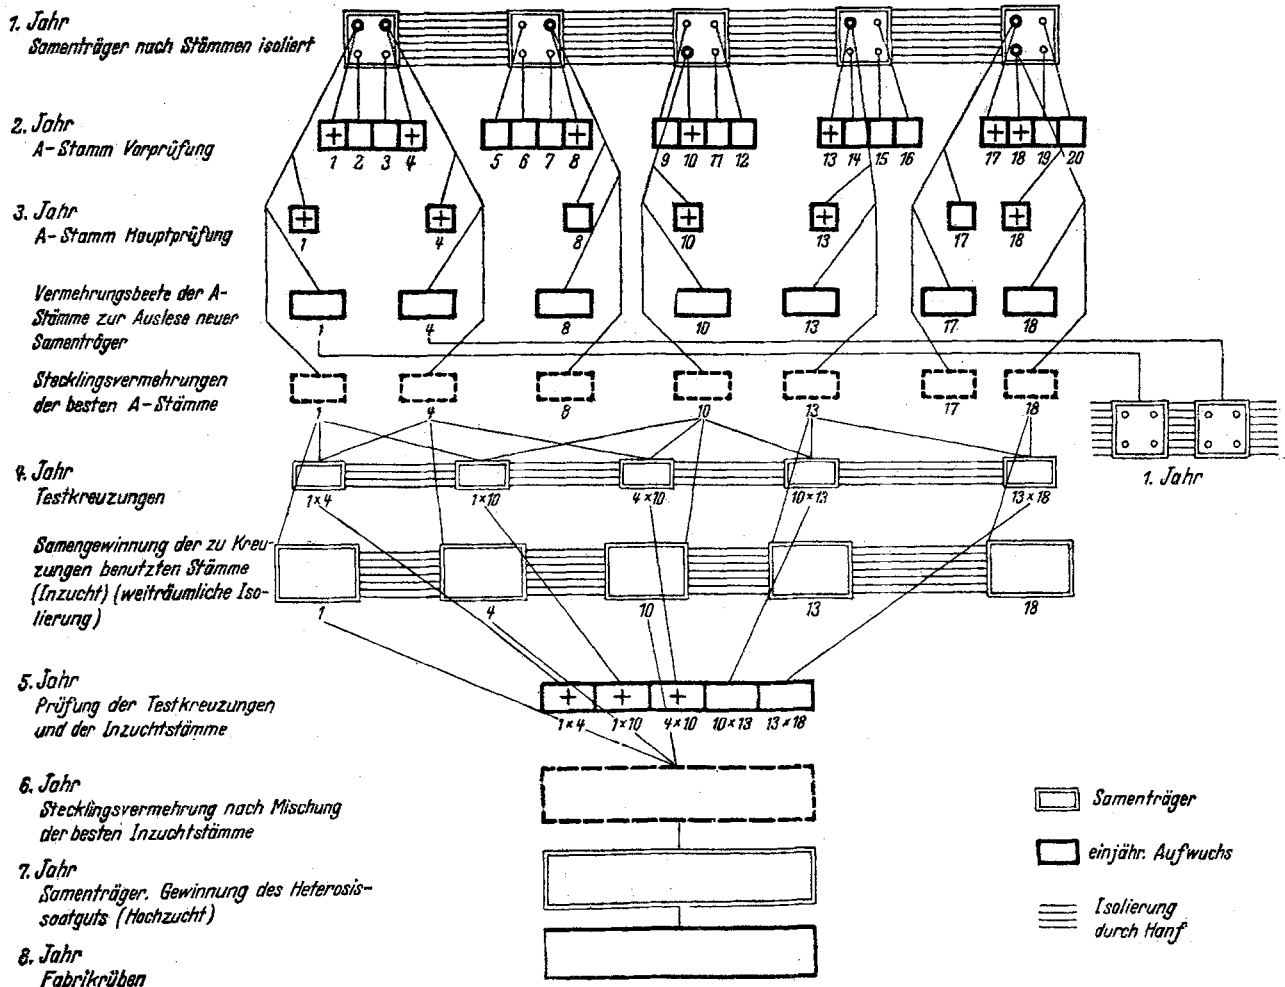 1. Jahr
Samenträger nach Stämmen isoliert
2. Jahr
A-Stamm Vorprüfung
1 2 3 4 5 6 7 8 9 10 11 12 13 14 15 16 17 18 19 20
3. Jahr
A-Stamm Hauptprüfung
1 4 8 10 13 17 18
Vermehrungsbeete der A-
Stämme zur Auslese neuer
Samenträger
1 4 8 10 13 17 18
Stecklingsvermehrungen
der besten A-Stämme
1 4 8 10 13 17 18
1. Jahr
4. Jahr
Testkreuzungen
1×4 1×10 4×10 10×13 13×18
Samengewinnung der zu Kreu-
zungen benutzten Stämme
(Inzucht) (weiträumliche Iso-
lierung)
1 4 10 13 18
5. Jahr
Prüfung der Testkreuzungen
und der Inzuchtstämme
1×4 1×10 4×10 10×13 13×18
6. Jahr
Stecklingsvermehrung nach Mischung
der besten Inzuchtstämme
7. Jahr
Samenträger. Gewinnung des Heterosis-
saatguts (Hochzucht)
8. Jahr
Fabrikrüben
Samenträger
einjähr. Aufwuchs
Isolierung
durch Hanf